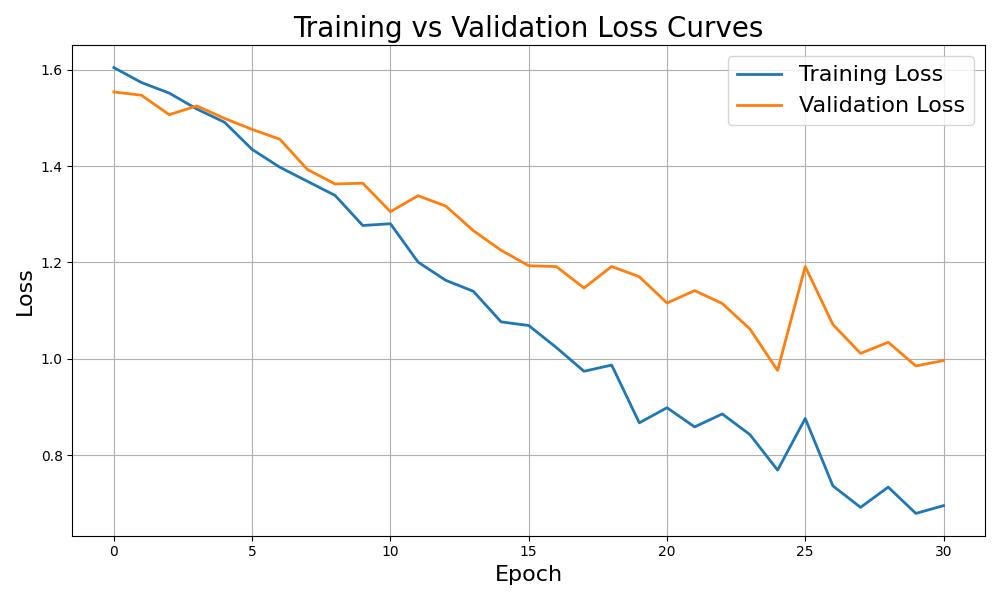 Training vs Validation Loss Curves
Training Loss
Validation Loss
1.6
1.4
1.2
1.0
0.8
Loss
0 5 10 15 20 25 30
Epoch